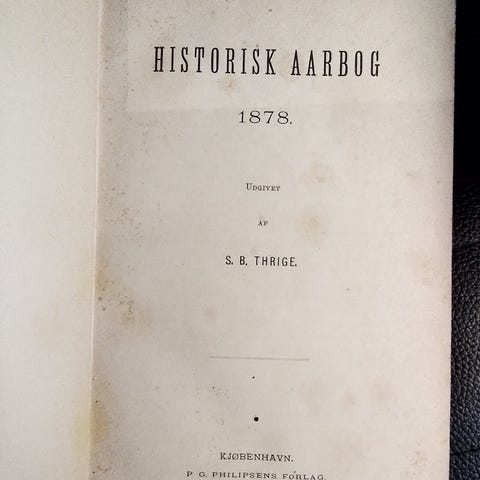 HISTORISK AARBOG
1878.
UDGIVET
AF
S. B. THRIGE.
KJØBENHAVN.
P. G. PHILIPSENS FORLAG.